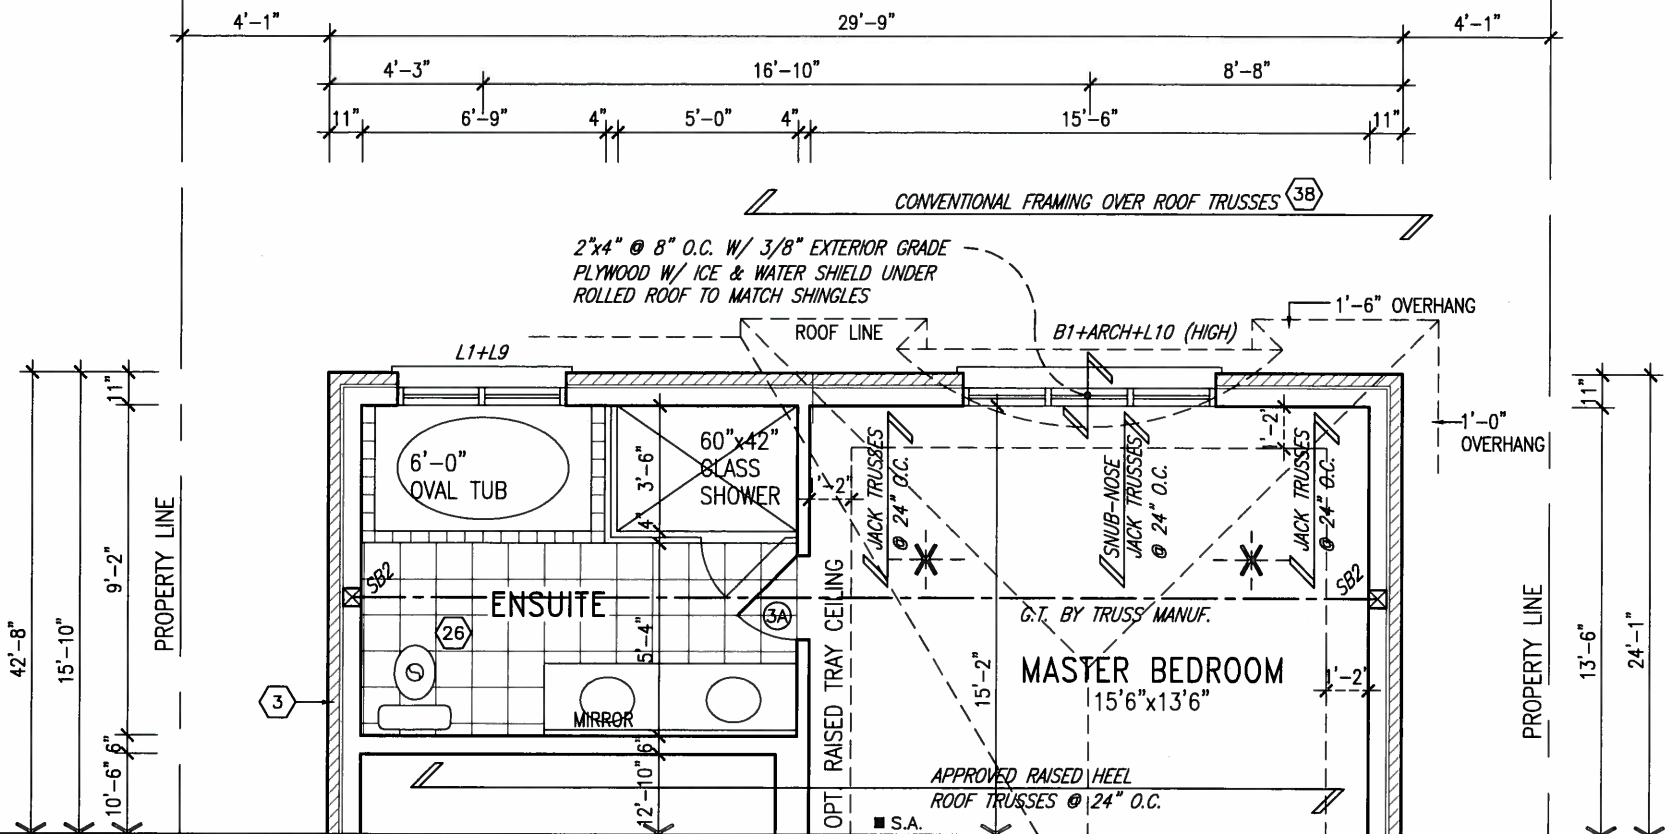 4'-1" 29'-9" 4'-1"
4'-3" 16'-10" 8'-8"
11" 6'-9" 4" 5'-0" 4" 15'-6" 11"
CONVENTIONAL FRAMING OVER ROOF TRUSSES 38
2"x4" @ 8" O.C. W/ 3/8" EXTERIOR GRADE
PLYWOOD W/ ICE & WATER SHIELD UNDER
ROLLED ROOF TO MATCH SHINGLES
1'-6" OVERHANG
ROOF LINE
B1+ARCH+L10 (HIGH)
L1+L9
1'-0"
OVERHANG
11"
9'-2"
6"
10'-6"
15'-10"
42'-8"
PROPERTY LINE
3
6'-0"
OVAL TUB
60"x42"
GLASS
SHOWER
3'-6"
4"
5'-4"
6"
12'-10"
SB2
ENSUITE
26
3A
MIRROR
1'-2"
JACK TRUSSES
@ 24" O.C.
SNUB-NOSE
JACK TRUSSES
@ 24" O.C.
1'-2"
JACK TRUSSES
@ 24" O.C.
SB2
G.T. BY TRUSS MANUF.
MASTER BEDROOM
15'6"x13'6"
1'-2"
15'-2"
OPT. RAISED TRAY CEILING
APPROVED RAISED HEEL
ROOF TRUSSES @ 24" O.C.
S.A.
PROPERTY LINE
11"
13'-6"
24'-1"